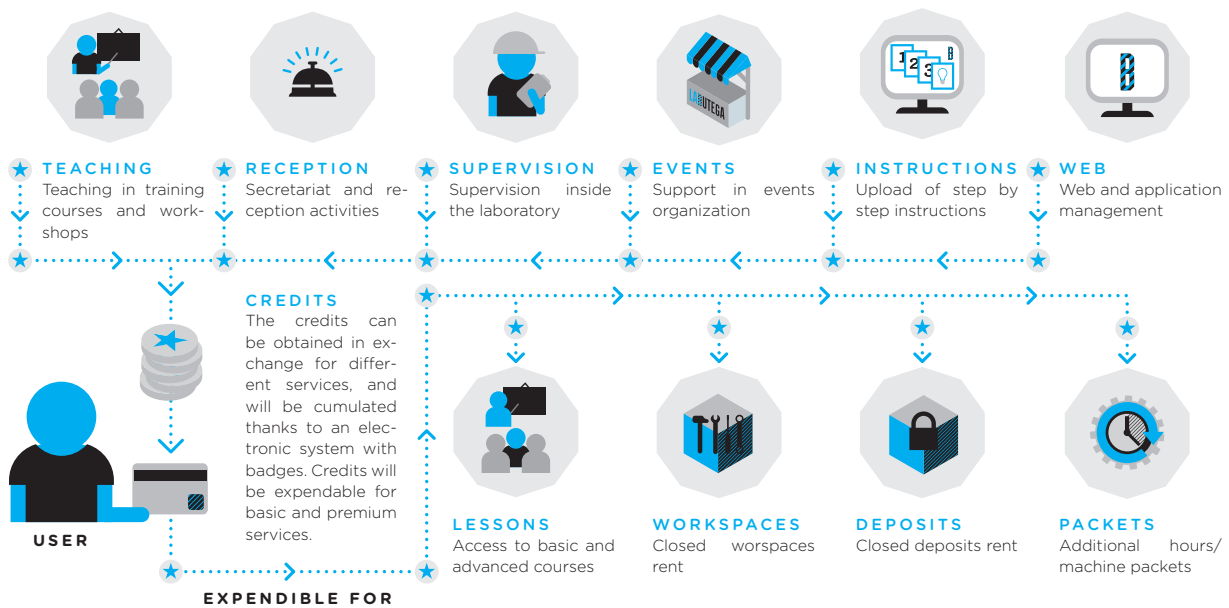 1
2
3
LABUTEGA
TEACHING
Teaching in training
courses and work-
shops
RECEPTION
Secretariat and re-
ception activities
SUPERVISION
Supervision inside
the laboratory
EVENTS
Support in events
organization
INSTRUCTIONS
Upload of step by
step instructions
WEB
Web and application
management
CREDITS
The credits can
be obtained in ex-
change for differ-
ent services, and
will be cumulated
thanks to an elec-
tronic system with
badges. Credits will
be expendable for
basic and premium
services.
USER
EXPENDIBLE FOR
LESSONS
Access to basic and
advanced courses
WORKSPACES
Closed worspaces
rent
DEPOSITS
Closed deposits rent
PACKETS
Additional hours/
machine packets